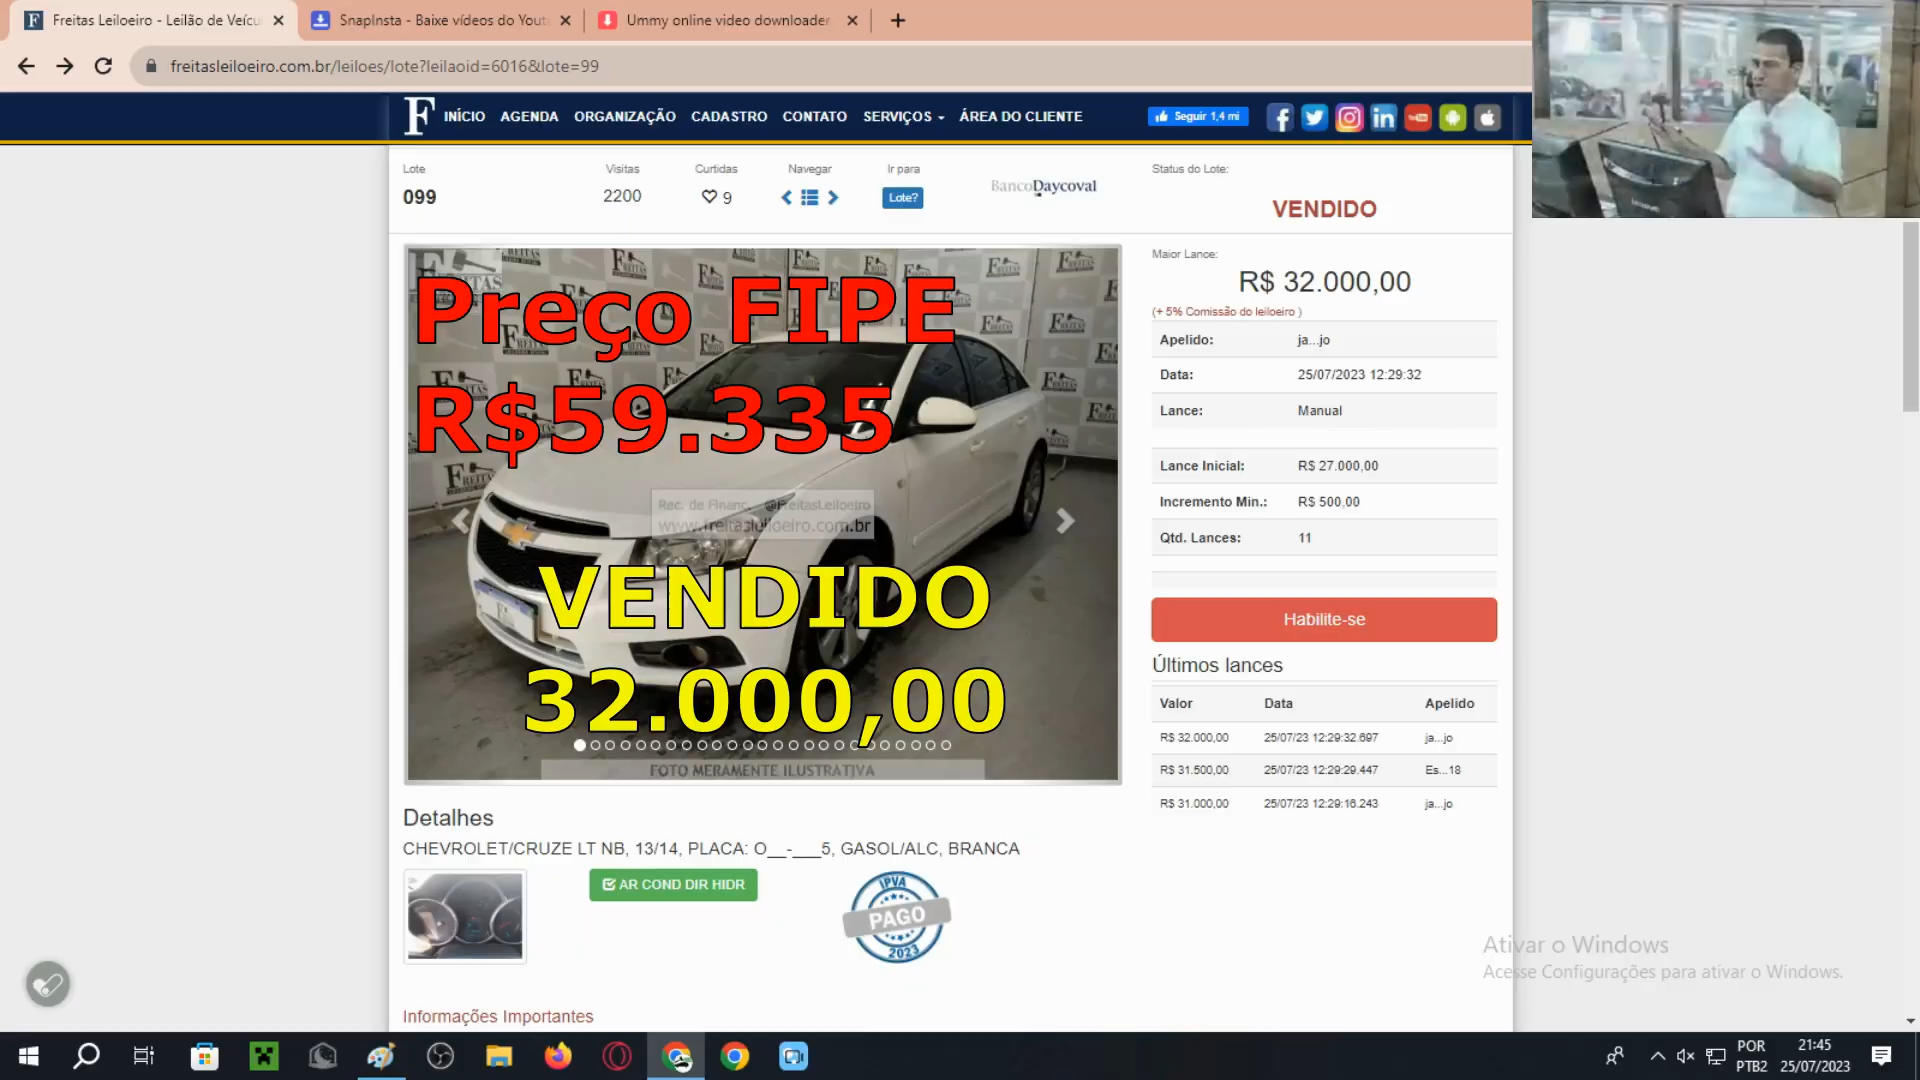 Freitas Leiloeiro - Leilão de Veícu
SnapInsta - Baixe vídeos do Yout
Ummy online video downloader
freitasleiloeiro.com.br/leiloes/lote?leilaoid=6016&lote=99
F INÍCIO AGENDA ORGANIZAÇÃO CADASTRO CONTATO SERVIÇOS ÁREA DO CLIENTE
Seguir 1,4 mi
Lote Visitas Curtidas Navegar Ir para
099 2200 9 Lote?
BancoDaycoval
Status do Lote:
VENDIDO
Preço FIPE
R$59.335
Rec. de Financ. @FreitasLeiloeiro
www.freitasleiloeiro.com.br
VENDIDO
32.000,00
FOTO MERAMENTE ILUSTRATIVA
Maior Lance:
R$ 32.000,00
(+ 5% Comissão do leiloeiro )
Apelido: ja...jo
Data: 25/07/2023 12:29:32
Lance: Manual
Lance Inicial: R$ 27.000,00
Incremento Min.: R$ 500,00
Qtd. Lances: 11
Habilite-se
Últimos lances
Valor Data Apelido
R$ 32.000,00 25/07/23 12:29:32.697 ja...jo
R$ 31.500,00 25/07/23 12:29:29.447 Es...18
R$ 31.000,00 25/07/23 12:29:16.243 ja...jo
Detalhes
CHEVROLET/CRUZE LT NB, 13/14, PLACA: O__-___5, GASOL/ALC, BRANCA
AR COND DIR HIDR
IPVA
PAGO
2023
Informações Importantes
Ativar o Windows
Acesse Configurações para ativar o Windows.
POR
PTB2
21:45
25/07/2023